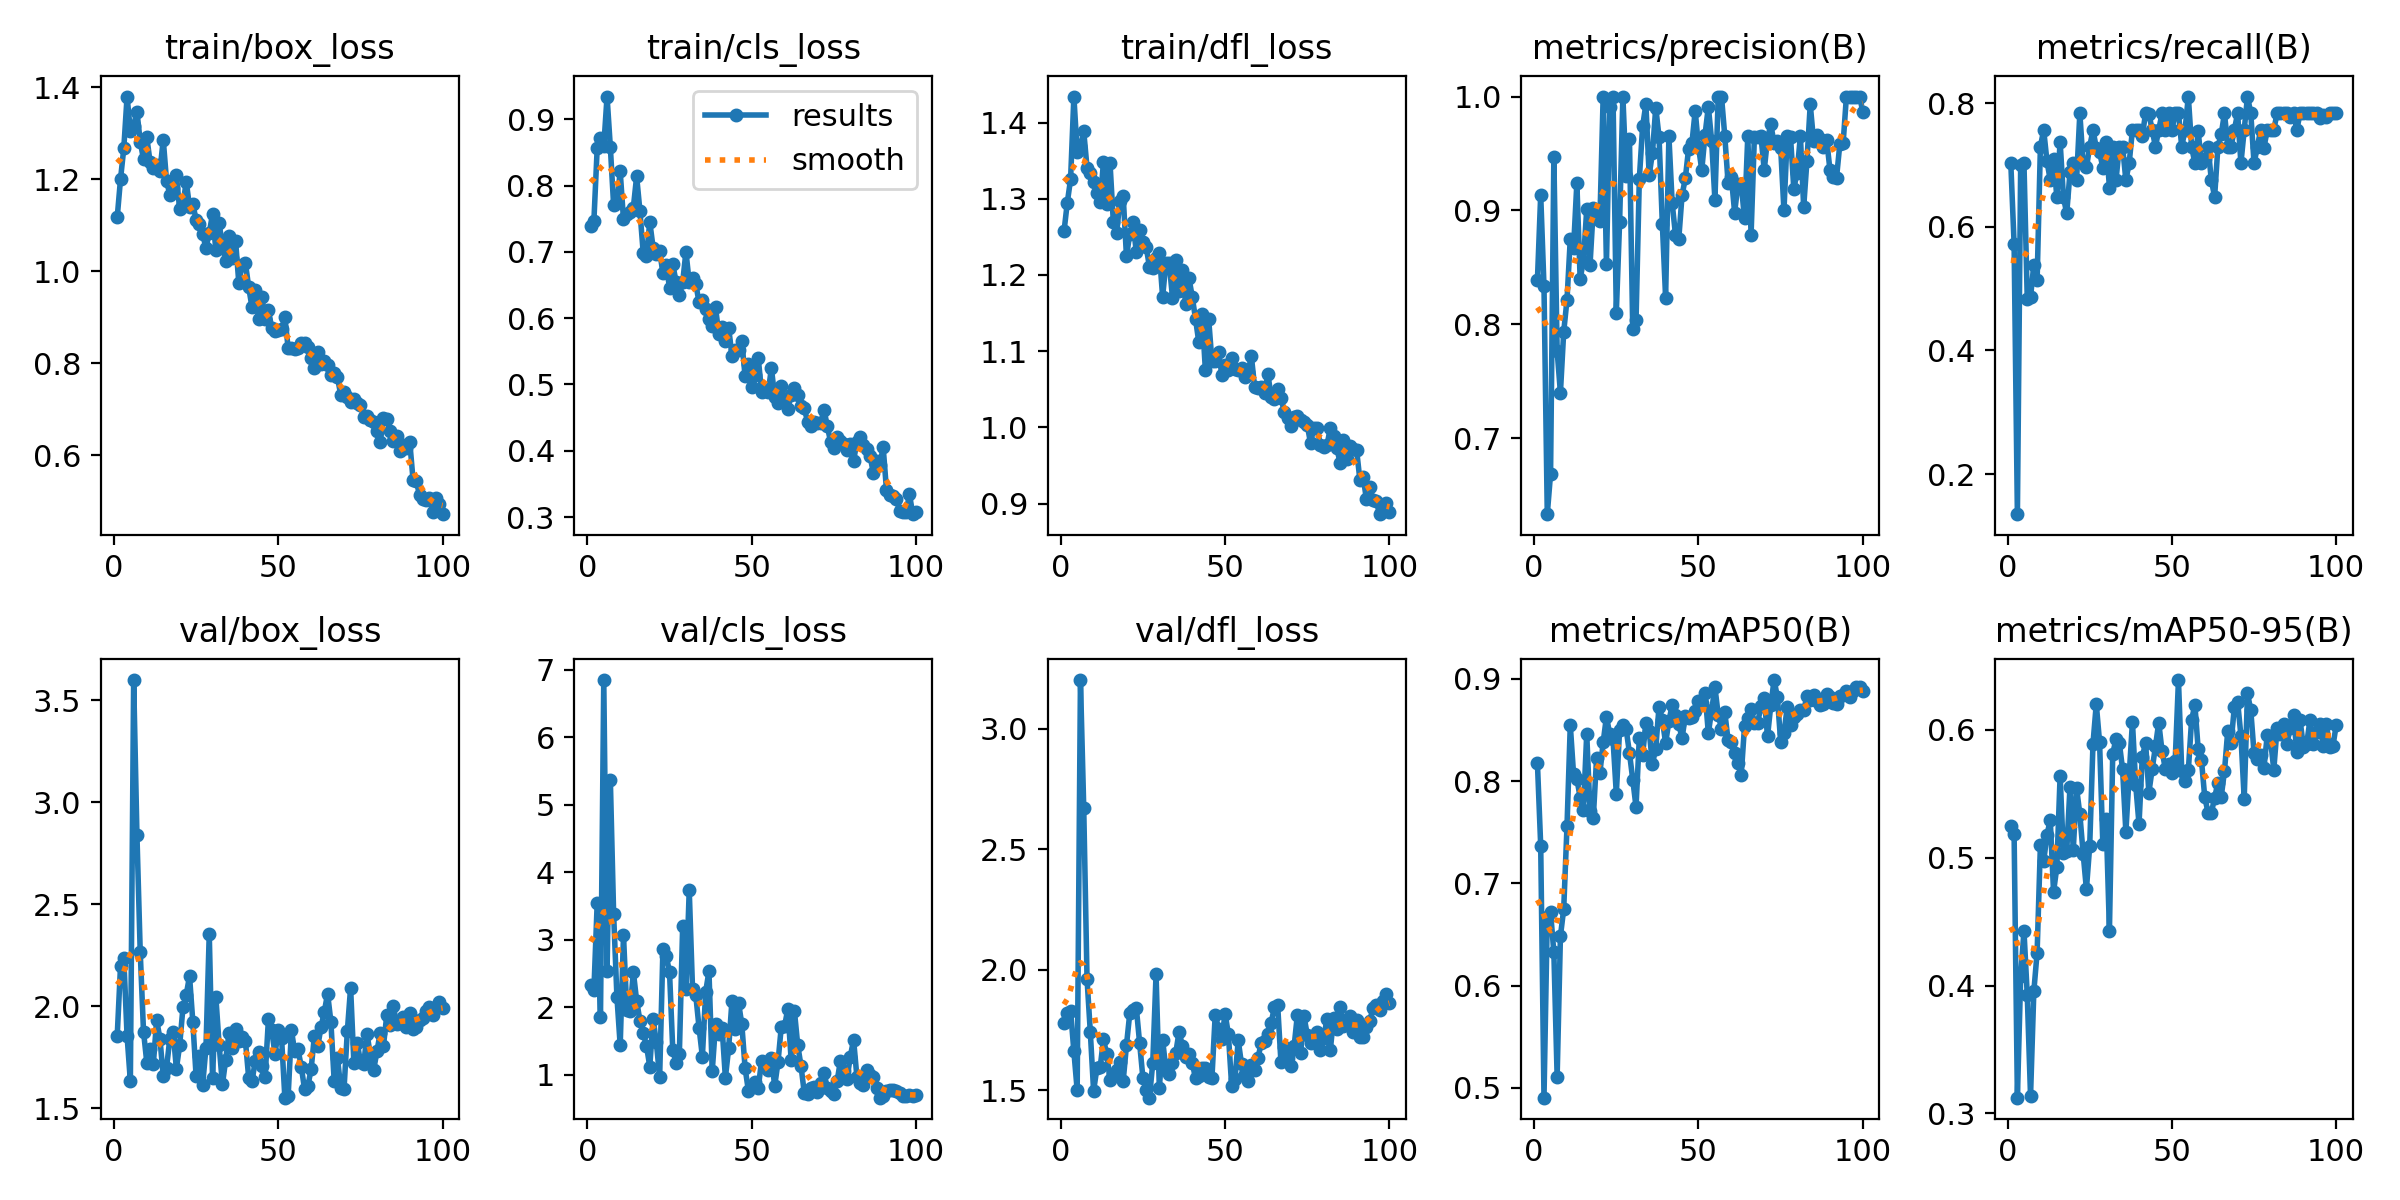 train/box_loss train/cls_loss train/dfl_loss metrics/precision(B) metrics/recall(B)
1.4 1.2 1.0 0.8 0.6
0 50 100
0.9 0.8 0.7 0.6 0.5 0.4 0.3
results
smooth
0 50 100
1.4 1.3 1.2 1.1 1.0 0.9
0 50 100
1.0 0.9 0.8 0.7
0 50 100
0.8 0.6 0.4 0.2
0 50 100
val/box_loss val/cls_loss val/dfl_loss metrics/mAP50(B) metrics/mAP50-95(B)
3.5 3.0 2.5 2.0 1.5
0 50 100
7 6 5 4 3 2 1
0 50 100
3.0 2.5 2.0 1.5
0 50 100
0.9 0.8 0.7 0.6 0.5
0 50 100
0.6 0.5 0.4 0.3
0 50 100